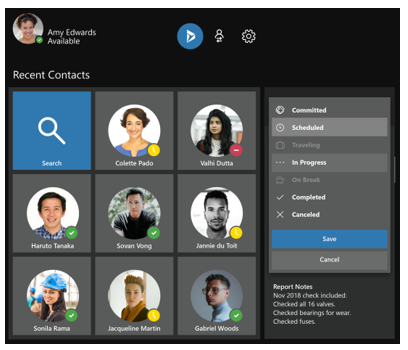 Amy Edwards
Available
Recent Contacts
Search
Colette Pado
Valhi Dutta
Haruto Tanaka
Sovan Vong
Jannie du Toit
Sonila Rama
Jacqueline Martin
Gabriel Woods
Committed
Scheduled
Traveling
In Progress
On Break
Completed
Canceled
Save
Cancel
Report Notes
Nov 2018 check included:
Checked all 16 valves.
Checked bearings for wear.
Checked fuses.